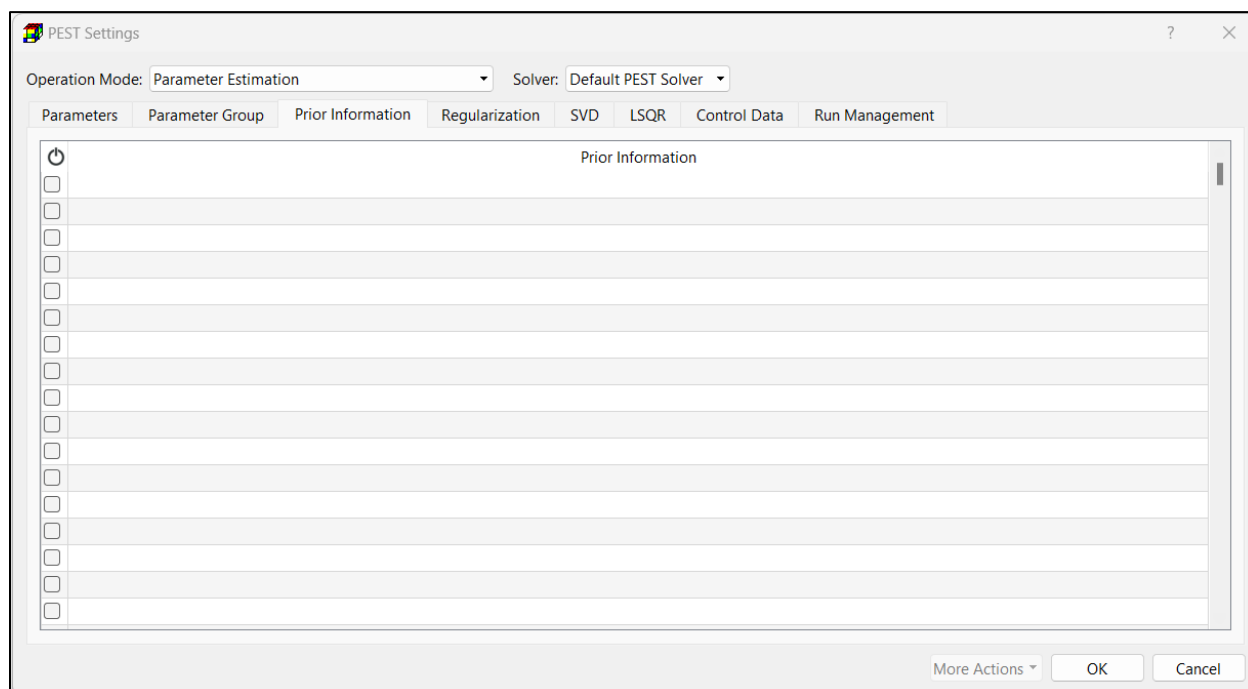 PEST Settings
? ×
Operation Mode: Parameter Estimation Solver: Default PEST Solver
Parameters Parameter Group Prior Information Regularization SVD LSQR Control Data Run Management
Prior Information
More Actions OK Cancel